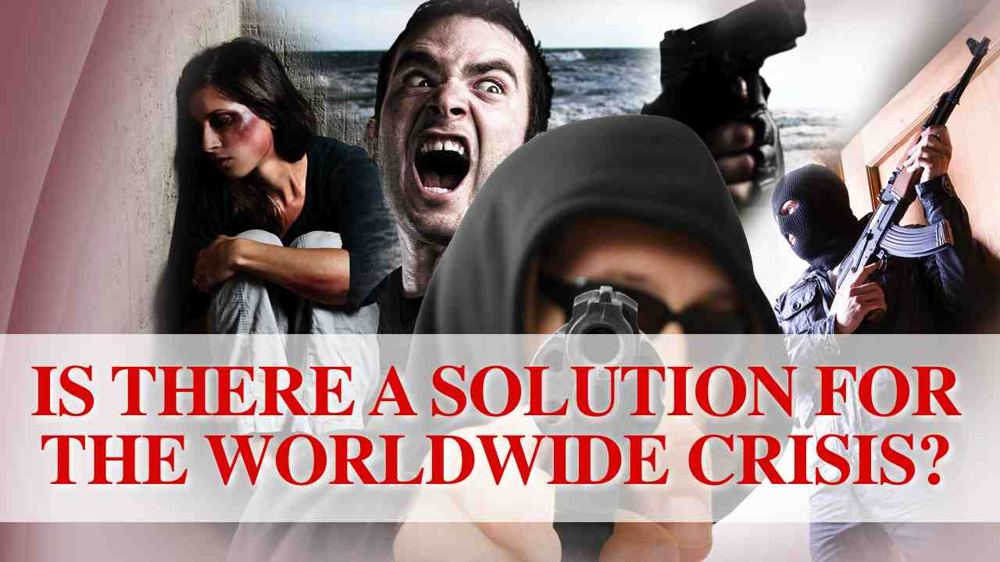 IS THERE A SOLUTION FOR
THE WORLDWIDE CRISIS?